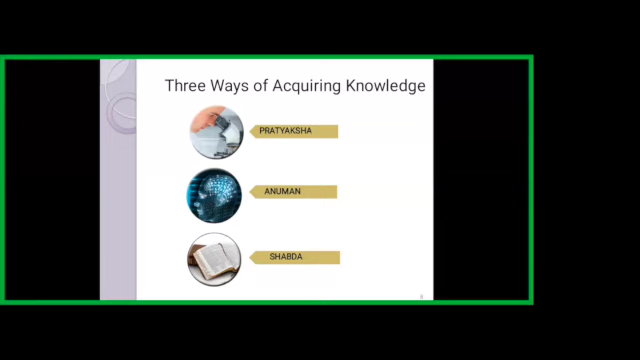 Three Ways of Acquiring Knowledge
PRATYAKSHA
ANUMAN
SHABDA